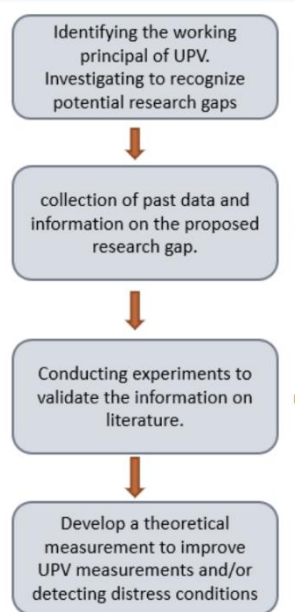 Identifying the working
principal of UPV.
Investigating to recognize
potential research gaps
collection of past data and
information on the proposed
research gap.
Conducting experiments to
validate the information on
literature.
Develop a theoretical
measurement to improve
UPV measurements and/or
detecting distress conditions